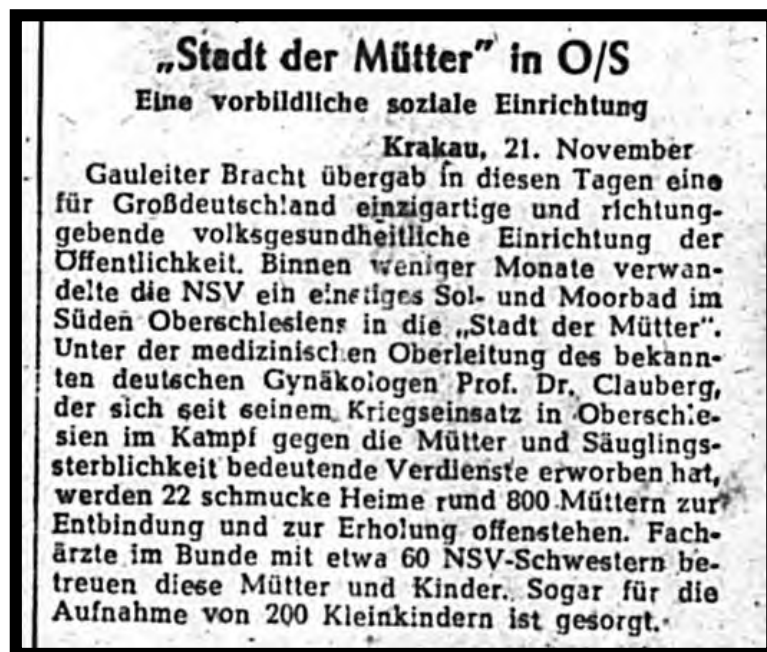 „Stadt der Mütter” in O/S
Eine vorbildliche soziale Einrichtung
Krakau, 21. November
Gauleiter Bracht übergab in diesen Tagen eine
für Großdeutschland einzigartige und richtung-
gebende volksgesundheitliche Einrichtung der
Öffentlichkeit. Binnen weniger Monate verwan-
delte die NSV ein einstiges Sol- und Moorbad im
Süden Oberschlesiens in die „Stadt der Mütter”.
Unter der medizinischen Oberleitung des bekann-
ten deutschen Gynäkologen Prof. Dr. Clauberg,
der sich seit seinem Kriegseinsatz in Oberschle-
sien im Kampf gegen die Mütter und Säuglings-
sterblichkeit bedeutende Verdienste erworben hat,
werden 22 schmucke Heime rund 800 Müttern zur
Entbindung und zur Erholung offenstehen. Fach-
ärzte im Bunde mit etwa 60 NSV-Schwestern be-
treuen diese Mütter und Kinder. Sogar für die
Aufnahme von 200 Kleinkindern ist gesorgt.